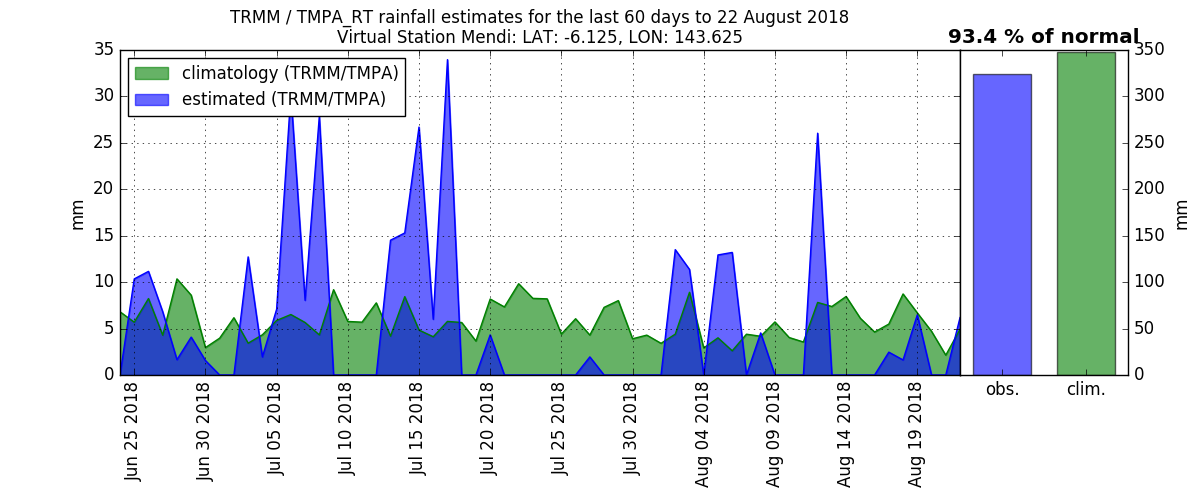 TRMM / TMPA_RT rainfall estimates for the last 60 days to 22 August 2018
Virtual Station Mendi: LAT: -6.125, LON: 143.625
93.4 % of normal
climatology (TRMM/TMPA)
estimated (TRMM/TMPA)
35
30
25
20
15
10
5
0
mm
350
300
250
200
150
100
50
0
mm
Jun 25 2018
Jun 30 2018
Jul 05 2018
Jul 10 2018
Jul 15 2018
Jul 20 2018
Jul 25 2018
Jul 30 2018
Aug 04 2018
Aug 09 2018
Aug 14 2018
Aug 19 2018
obs.
clim.